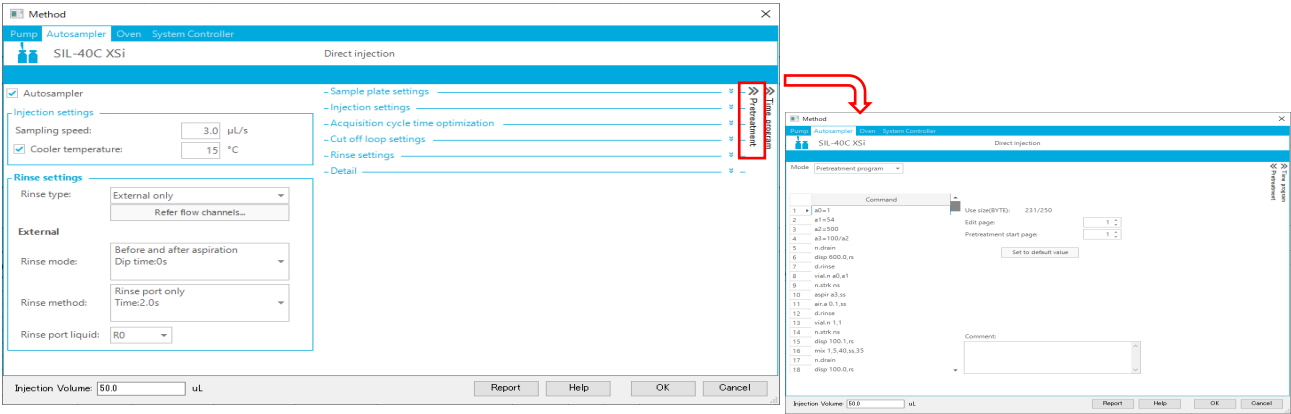 Method
Pump Autosampler Oven System Controller
SIL-40C XSi Direct injection
Autosampler
Injection settings
Sampling speed: 3.0 µL/s
Cooler temperature: 15 °C
Rinse settings
Rinse type: External only
Refer flow channels...
External
Rinse mode: Before and after aspiration
Dip time:0s
Rinse method: Rinse port only
Time:2.0s
Rinse port liquid: R0
Sample plate settings
Injection settings
Acquisition cycle time optimization
Cut off loop settings
Rinse settings
Detail
Pretreatment
Time program
Injection Volume: 50.0 uL
Report Help OK Cancel
Method
Pump Autosampler Oven System Controller
SIL-40C XSi Direct injection
Mode Pretreatment program
Command
1 a0=1
2 a1=54
3 a2=500
4 a3=100/a2
5 n.drain
6 disp 600.0,rs
7 d.rinse
8 vial.n a0,a1
9 n.strk ns
10 aspir a3,ss
11 air.a 0.1,ss
12 d.rinse
13 vial.n 1,1
14 n.strk ns
15 disp 100.1,rs
16 mix 1,5,40,ss,35
17 n.drain
18 disp 100.0,rs
Use size(BYTE): 231/250
Edit page: 1
Pretreatment start page: 1
Set to default value
Comment:
Pretreatment
Time program
Injection Volume: 50.0 uL
Report Help OK Cancel